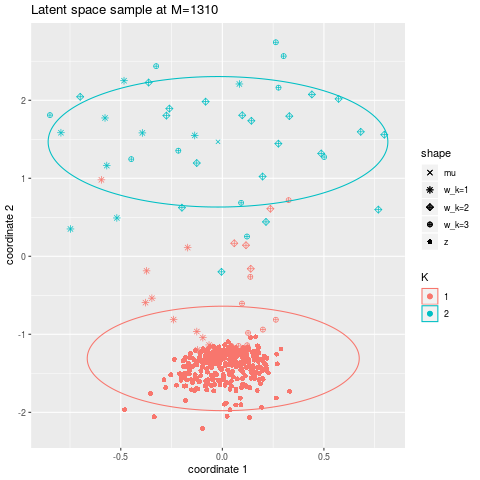 Latent space sample at M=1310
coordinate 2
2
1
0
-1
-2
-0.5
0.0
0.5
coordinate 1
shape
mu
w_k=1
w_k=2
w_k=3
z
K
1
2